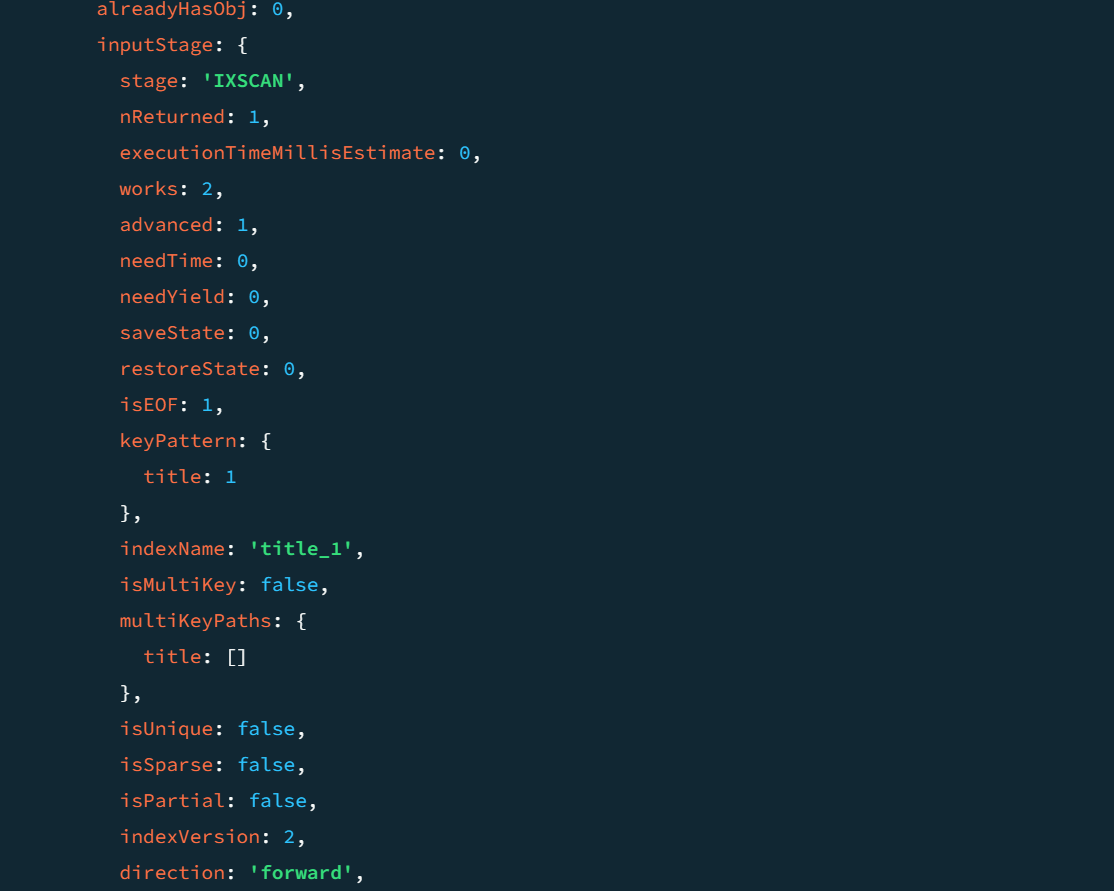 alreadyHasObj: 0,
inputStage: {
stage: 'IXSCAN',
nReturned: 1,
executionTimeMillisEstimate: 0,
works: 2,
advanced: 1,
needTime: 0,
needYield: 0,
saveState: 0,
restoreState: 0,
isEOF: 1,
keyPattern: {
title: 1
},
indexName: 'title_1',
isMultiKey: false,
multiKeyPaths: {
title: []
},
isUnique: false,
isSparse: false,
isPartial: false,
indexVersion: 2,
direction: 'forward',